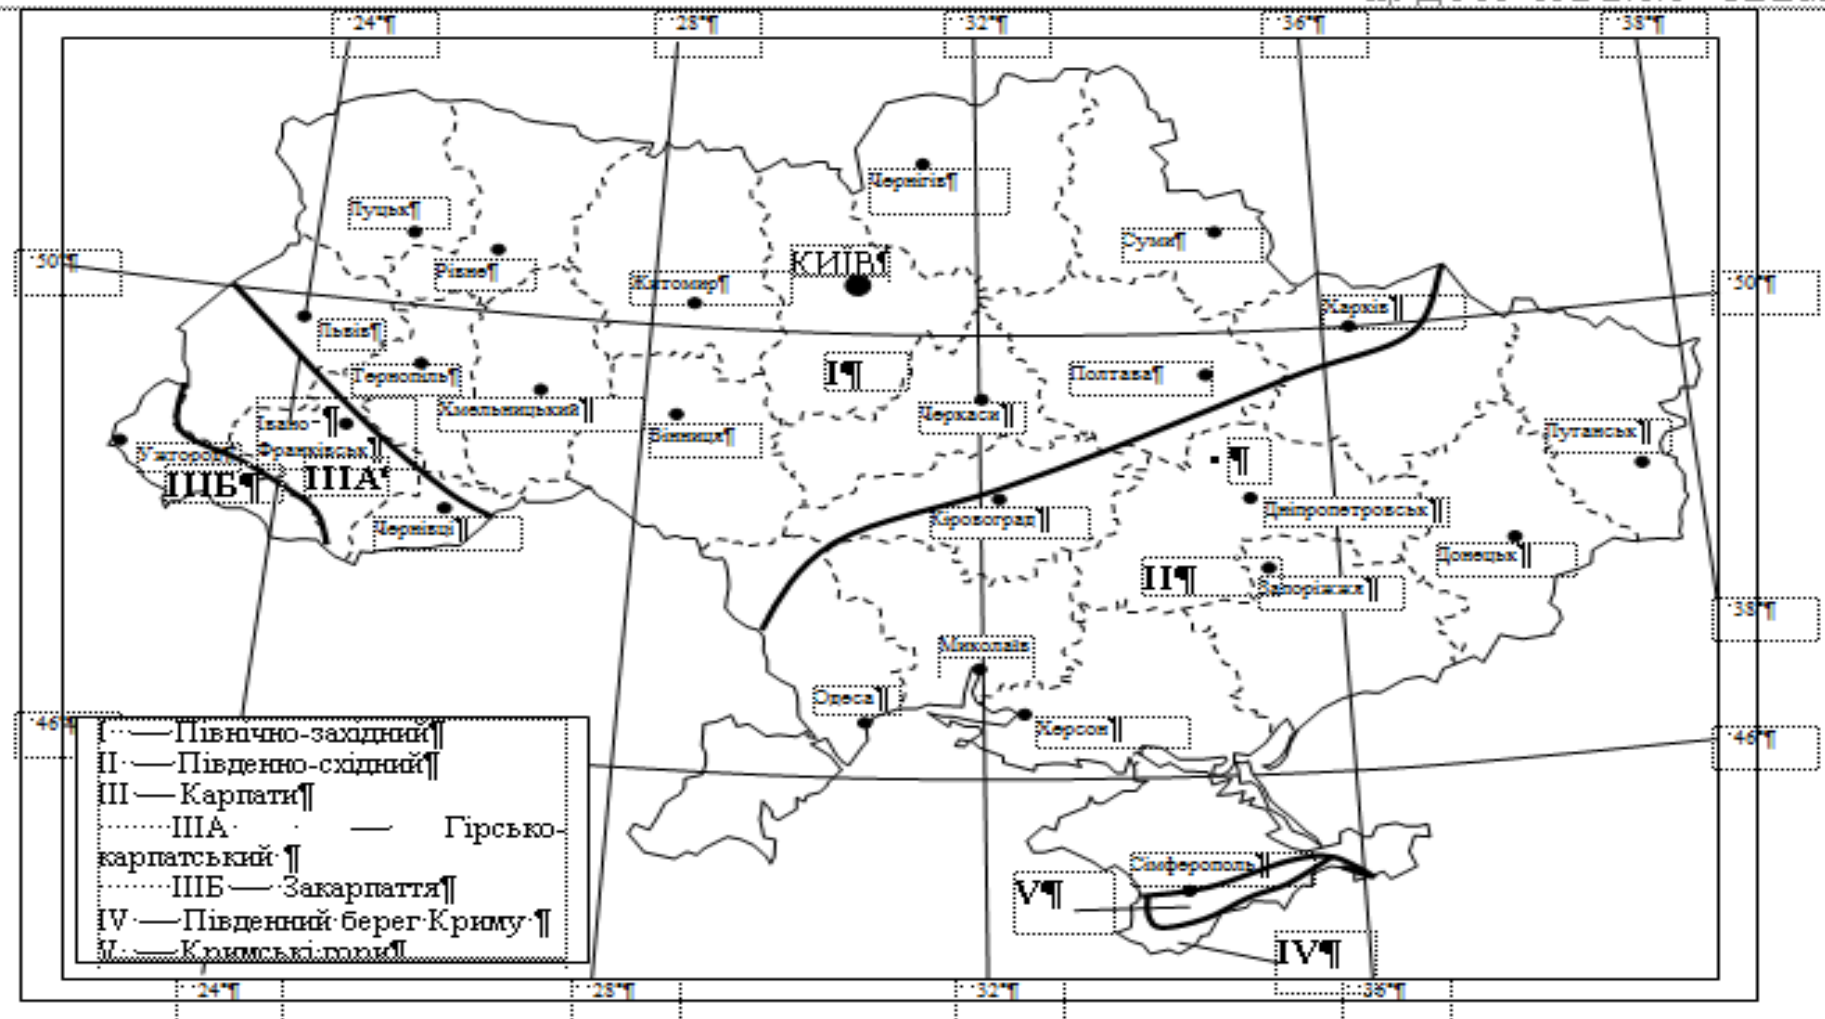 24°¶
28°¶
32°¶
36°¶
38°¶
Чернігів¶
Луцьк¶
Суми¶
КИЇВ¶
50°¶
Рівне¶
Житомир¶
50°¶
Харків¶
Львів¶
I¶
Тернопіль¶
Полтава¶
Хмельницький¶
Черкаси¶
Івано-¶
Франківськ¶
Вінниця¶
Луганськ¶
Ужгород
ІІІБ¶
ІІІА¶
¶
Дніпропетровськ¶
Чернівці¶
Кіровоград¶
Донецьк¶
II¶
Запоріжжя¶
38°¶
Миколаїв
Одеса¶
Херсон¶
46°¶
46°¶
I — Північно-західний¶
II — Південно-східний¶
III — Карпати¶
IIIА — Гірсько-
карпатський ¶
IIIБ — Закарпаття¶
IV — Південний берег Криму ¶
V — Кримські гори¶
Сімферополь¶
V¶
IV¶
24°¶
28°¶
32°¶
36°¶